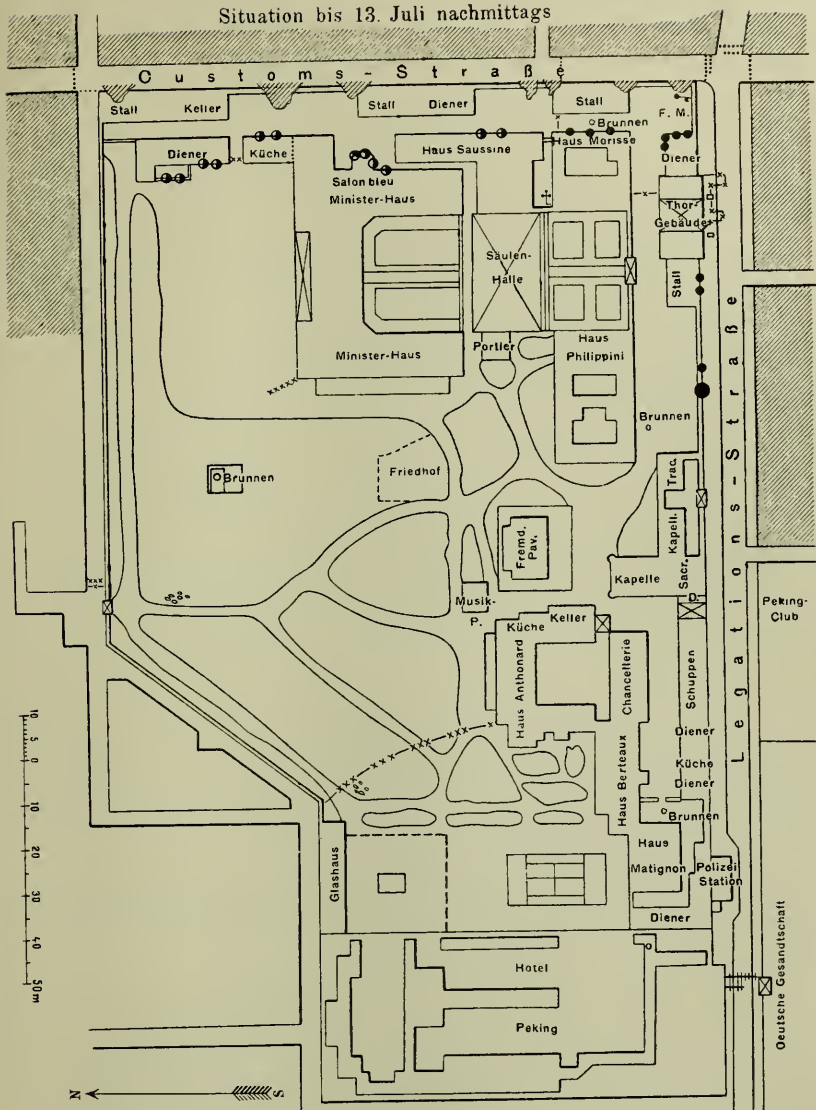 Situation bis 13. Juli nachmittags
Customs-Straße
Stall
Keller
Stall
Diener
Stall
F. M.
Brunnen
Diener
Küche
Haus Saussine
Haus Morisse
Diener
Salon bleu
Minister-Haus
Thor-
Gebäude
Säulen-
Halle
Stall
Minister-Haus
Portier
Haus
Philippini
Brunnen
Legations-Straße
Brunnen
Friedhof
Fremd.
Pav.
Kapell.
Trac.
Kapelle
Sacr.
D.
Musik-
P.
Peking-
Club
Küche
Keller
Haus Anthonard
Chancellerie
Schuppen
Diener
Küche
Diener
Haus Berteaux
Brunnen
Haus
Matignon
Polizei
Station
Glashaus
Diener
Hotel
Peking
Deutsche Gesandtschaft
10 5 0 10 20 30 40 50m
N
S